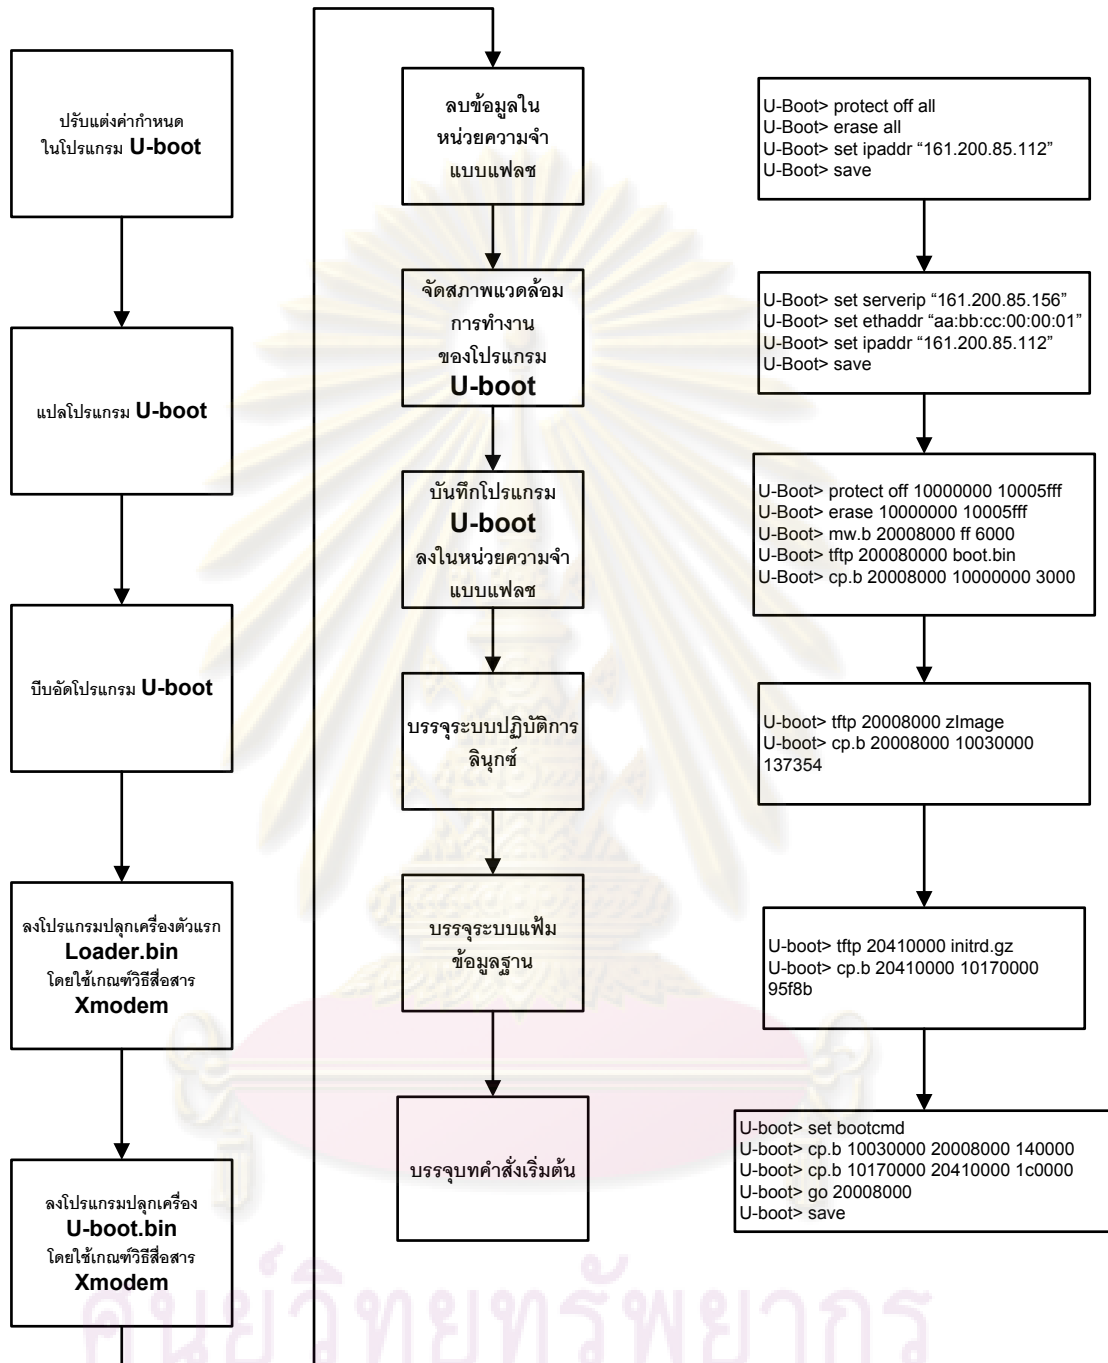 ปรับแต่งค่ากำหนด
ในโปรแกรม U-boot
แปลโปรแกรม U-boot
บีบอัดโปรแกรม U-boot
ลงโปรแกรมปลุกเครื่องตัวแรก
Loader.bin
โดยใช้เกณฑ์วิธีสื่อสาร
Xmodem
ลงโปรแกรมปลุกเครื่อง
U-boot.bin
โดยใช้เกณฑ์วิธีสื่อสาร
Xmodem
ลบข้อมูลใน
หน่วยความจำ
แบบแฟลช
จัดสภาพแวดล้อม
การทำงาน
ของโปรแกรม
U-boot
บันทึกโปรแกรม
U-boot
ลงในหน่วยความจำ
แบบแฟลช
บรรจุระบบปฏิบัติการ
ลินุกซ์
บรรจุระบบแฟ้ม
ข้อมูลฐาน
บรรจุบทคำสั่งเริ่มต้น
U-Boot> protect off all
U-Boot> erase all
U-Boot> set ipaddr “161.200.85.112”
U-Boot> save
U-Boot> set serverip “161.200.85.156”
U-Boot> set ethaddr “aa:bb:cc:00:00:01”
U-Boot> set ipaddr “161.200.85.112”
U-Boot> save
U-Boot> protect off 10000000 10005fff
U-Boot> erase 10000000 10005fff
U-Boot> mw.b 20008000 ff 6000
U-Boot> tftp 200080000 boot.bin
U-Boot> cp.b 20008000 10000000 3000
U-boot> tftp 20008000 zImage
U-boot> cp.b 20008000 10030000
137354
U-boot> tftp 20410000 initrd.gz
U-boot> cp.b 20410000 10170000
95f8b
U-boot> set bootcmd
U-boot> cp.b 10030000 20008000 140000
U-boot> cp.b 10170000 20410000 1c0000
U-boot> go 20008000
U-boot> save
ศูนย์วิทยทรัพยากร